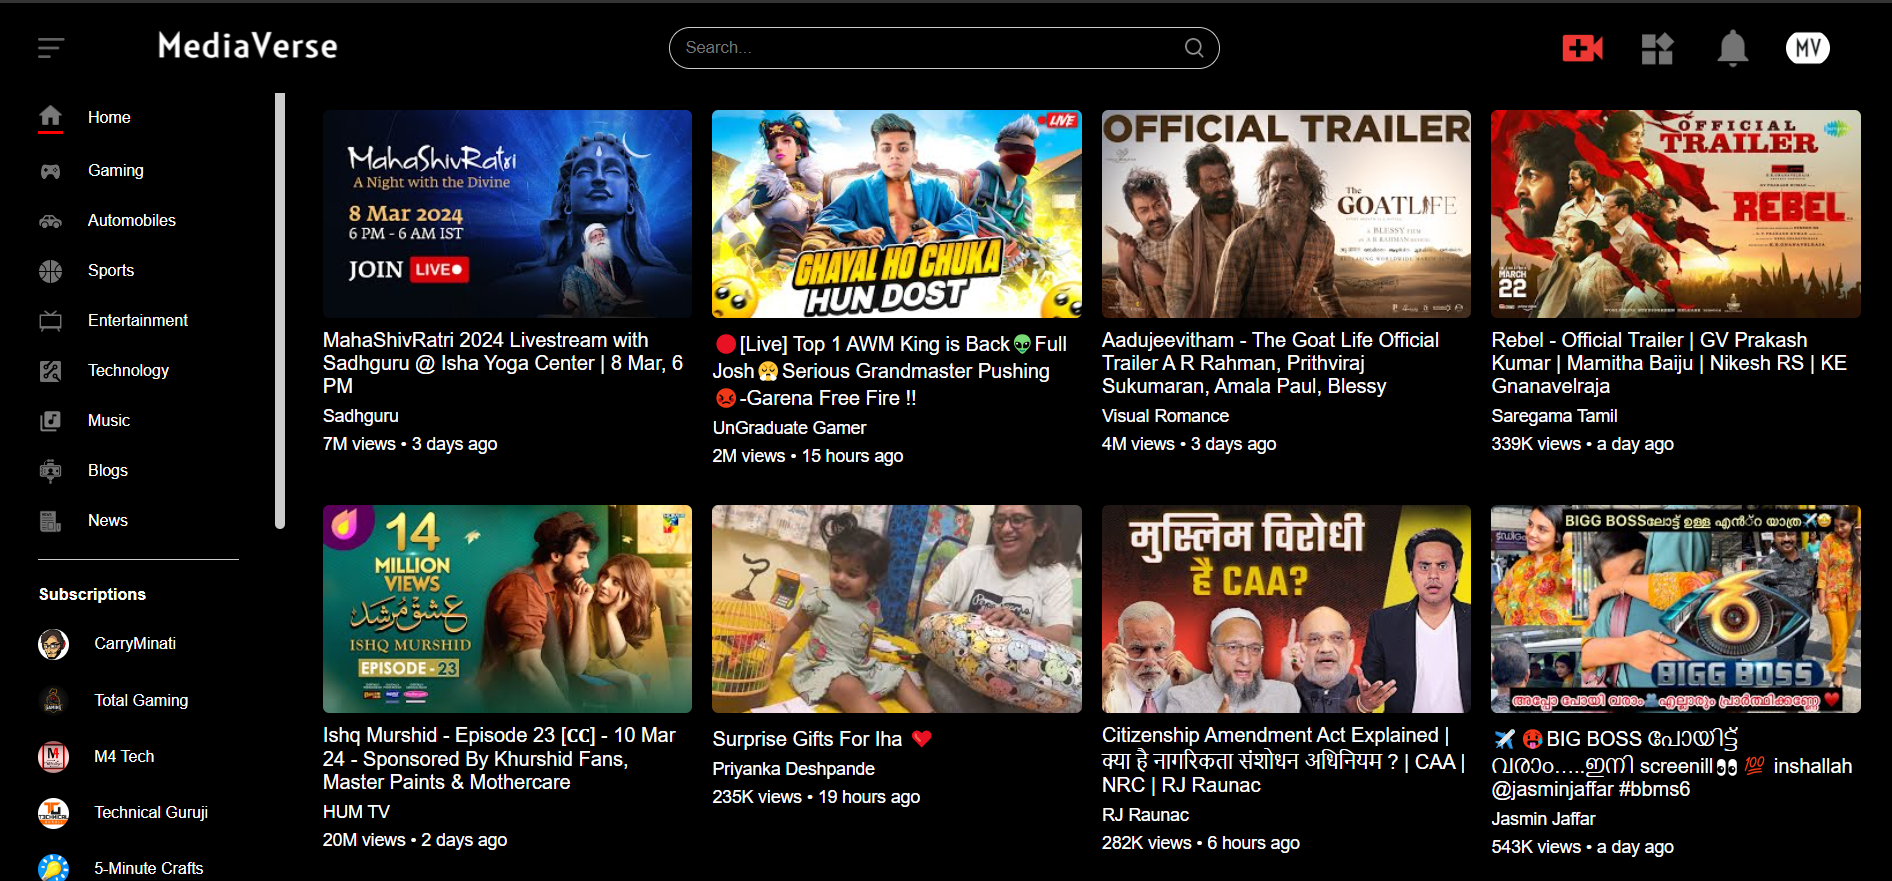 MediaVerse
Search...
MV
Home
Gaming
Automobiles
Sports
Entertainment
Technology
Music
Blogs
News
Subscriptions
CarryMinati
Total Gaming
M4 Tech
Technical Guruji
5-Minute Crafts
MahaShivRatri
A Night with the Divine
8 Mar 2024
6 PM - 6 AM IST
JOIN LIVE
MahaShivRatri 2024 Livestream with
Sadhguru @ Isha Yoga Center | 8 Mar, 6
PM
Sadhguru
7M views • 3 days ago
LIVE
GHAYAL HO CHUKA
HUN DOST
🔴[Live] Top 1 AWM King is Back👽Full
Josh😤Serious Grandmaster Pushing
😡-Garena Free Fire !!
UnGraduate Gamer
2M views • 15 hours ago
OFFICIAL TRAILER
The
GOAT LIFE
A BLESSY FILM
A R RAHMAN
Aadujeevitham - The Goat Life Official
Trailer A R Rahman, Prithviraj
Sukumaran, Amala Paul, Blessy
Visual Romance
4M views • 3 days ago
OFFICIAL
TRAILER
REBEL
MARCH
22
Rebel - Official Trailer | GV Prakash
Kumar | Mamitha Baiju | Nikesh RS | KE
Gnanavelraja
Saregama Tamil
339K views • a day ago
14
MILLION
VIEWS
عشق مرشد
ISHQ MURSHID
EPISODE - 23
Ishq Murshid - Episode 23 [𝐂𝐂] - 10 Mar
24 - Sponsored By Khurshid Fans,
Master Paints & Mothercare
HUM TV
20M views • 2 days ago
Surprise Gifts For Iha ❤️
Priyanka Deshpande
235K views • 19 hours ago
मुस्लिम विरोधी
है CAA?
Citizenship Amendment Act Explained |
क्या है नागरिकता संशोधन अधिनियम ? | CAA |
NRC | RJ Raunac
RJ Raunac
282K views • 6 hours ago
BIGG BOSSലോട്ട് ഉള്ള എൻ്റെ യാത്ര✈️😍
BIGG BOSS
അപ്പോ പോയി വരാം എല്ലാരും പ്രാർത്ഥിക്കണ്ണേ ❤️
✈️ 🥵BIG BOSS പോയിട്ട്
വരാം.....ഇനി screenill👀 💯 inshallah
@jasminjaffar #bbms6
Jasmin Jaffar
543K views • a day ago